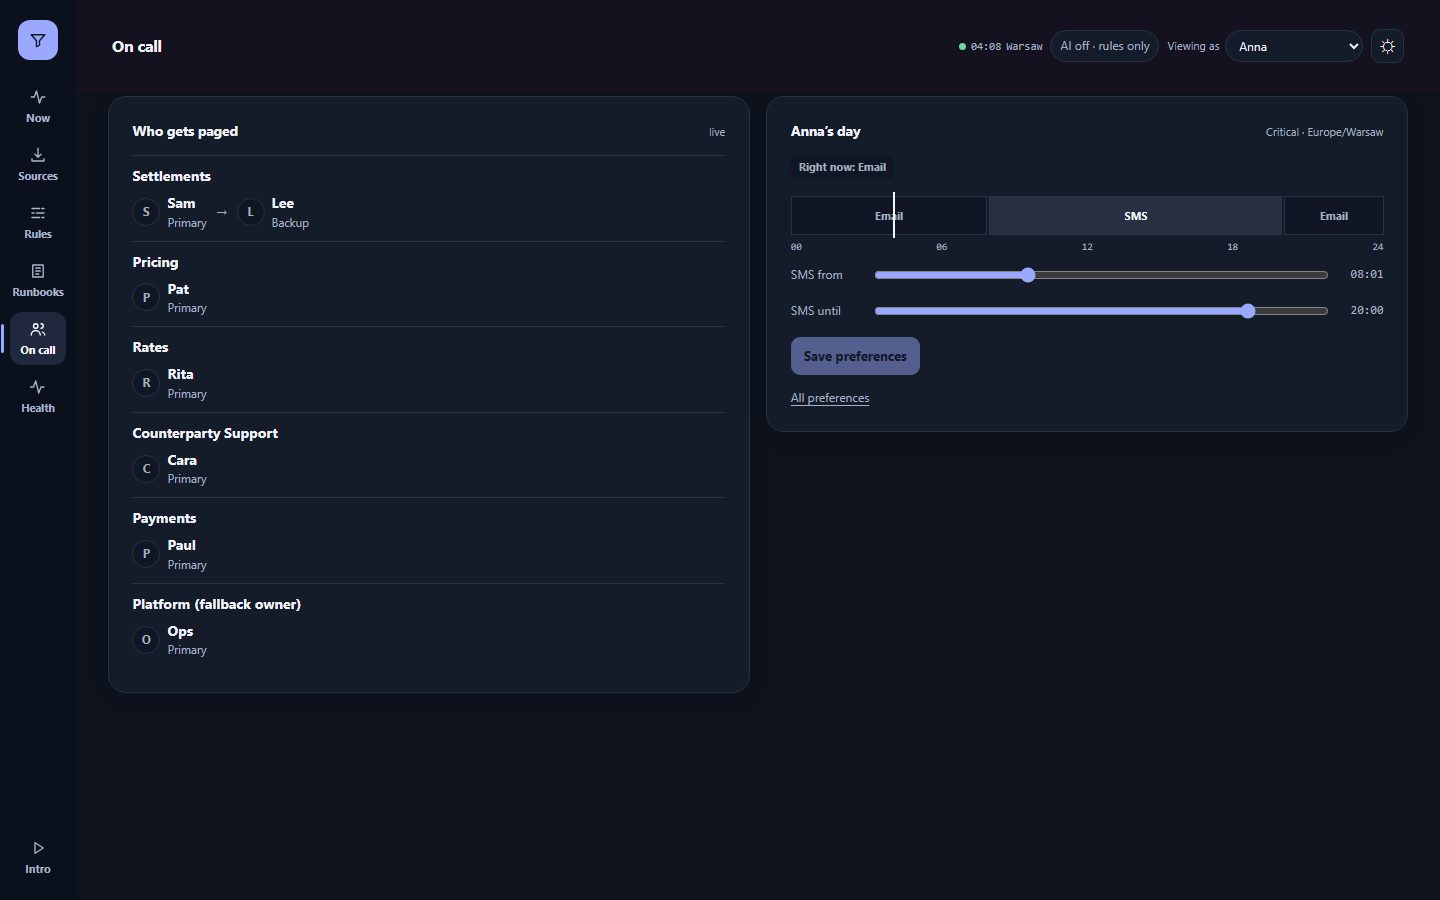 On call
04:08 Warsaw
AI off · rules only
Viewing as
Anna
Now
Sources
Rules
Runbooks
On call
Health
Intro
Who gets paged
live
Settlements
S
Sam
Primary
→
L
Lee
Backup
Pricing
P
Pat
Primary
Rates
R
Rita
Primary
Counterparty Support
C
Cara
Primary
Payments
P
Paul
Primary
Platform (fallback owner)
O
Ops
Primary
Anna's day
Critical · Europe/Warsaw
Right now: Email
Email
SMS
Email
00 06 12 18 24
SMS from 08:01
SMS until 20:00
Save preferences
All preferences